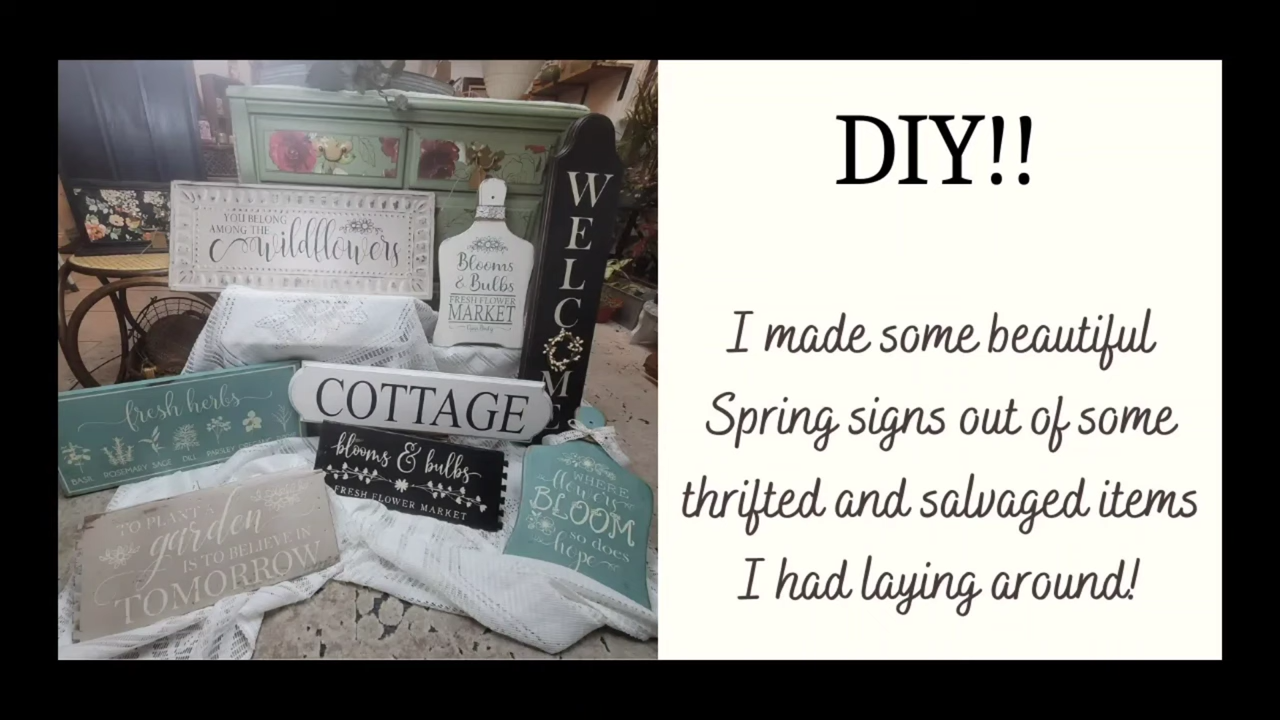 YOU BELONG
AMONG THE
wildflowers
Blooms
& Bulbs
FRESH FLOWER
MARKET
WELCOME
fresh herbs
BASIL ROSEMARY SAGE DILL PARSLEY
COTTAGE
blooms & bulbs
FRESH FLOWER MARKET
TO PLANT A
garden
IS TO BELIEVE IN
TOMORROW
WHERE
flowers
BLOOM
so does
hope
DIY!!
I made some beautiful
Spring signs out of some
thrifted and salvaged items
I had laying around!